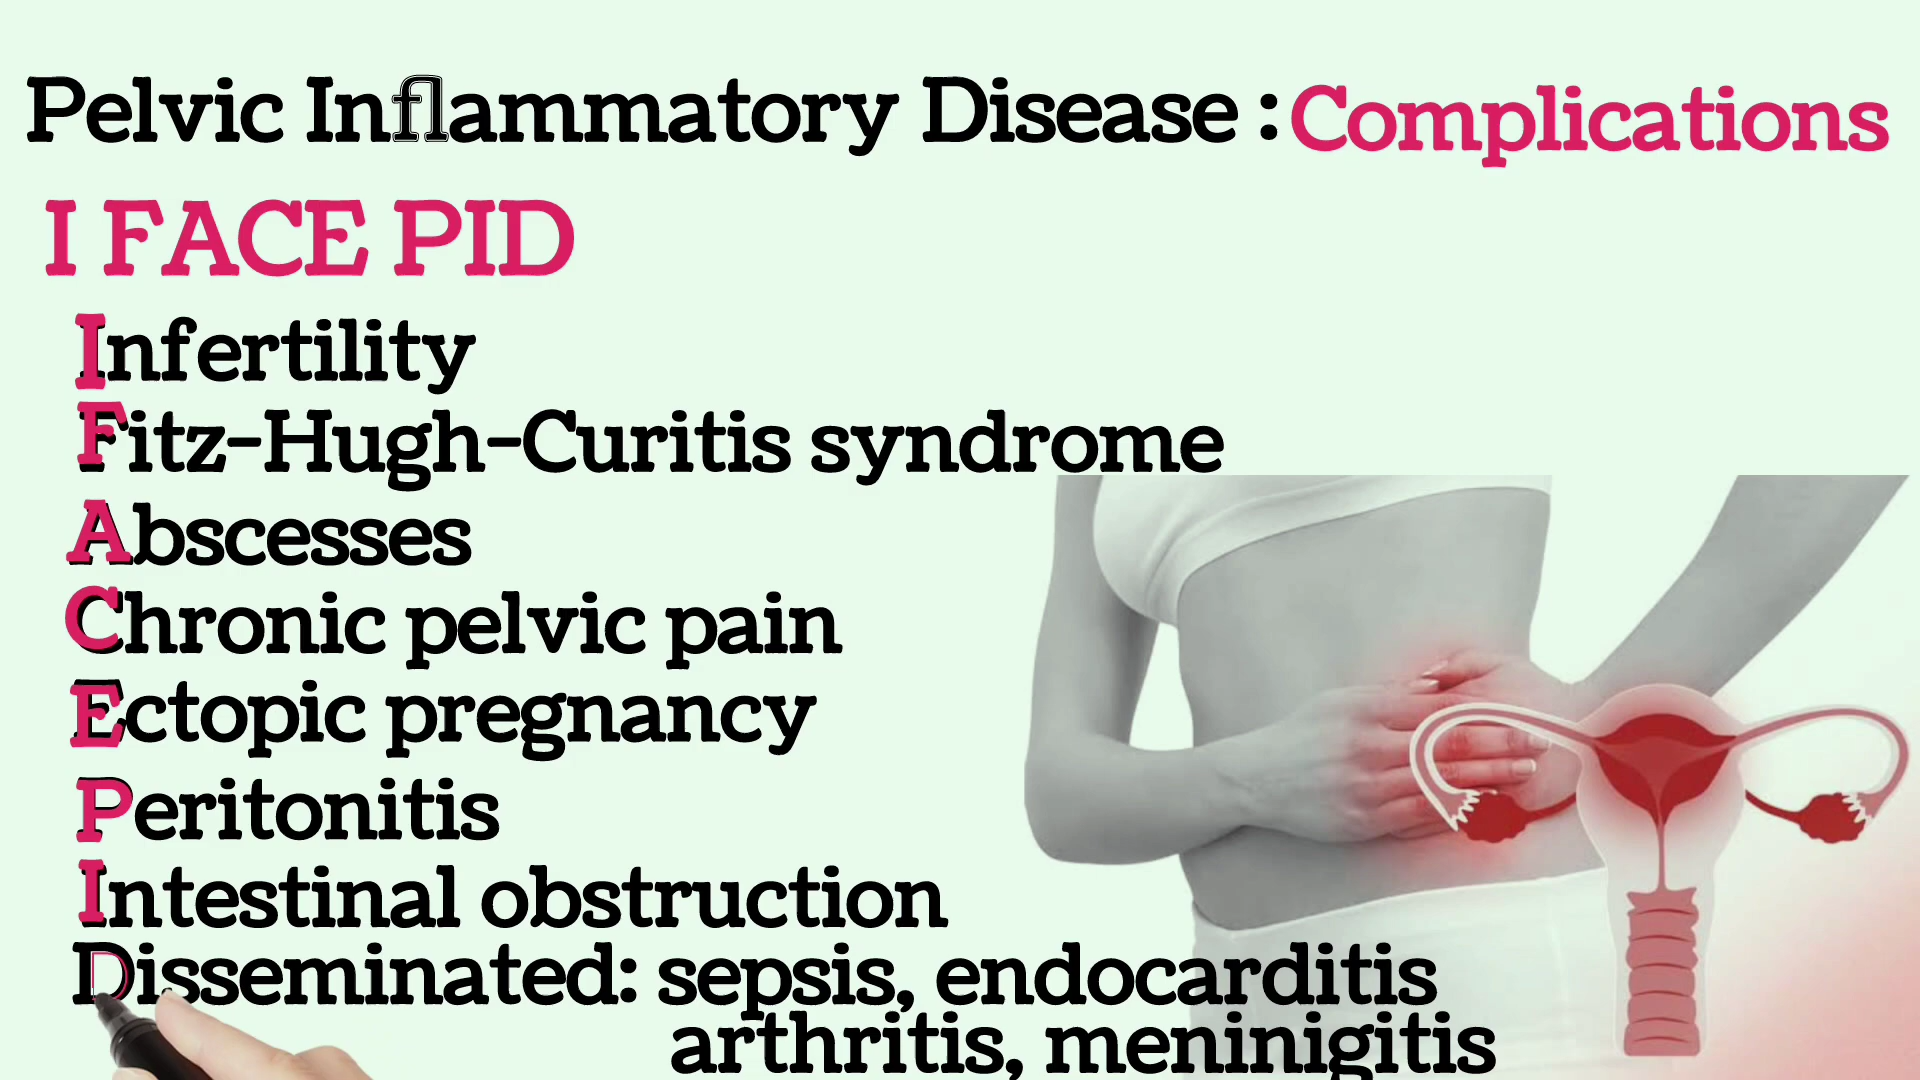 Pelvic Inflammatory Disease : Complications
I FACE PID
Infertility
Fitz-Hugh-Curitis syndrome
Abscesses
Chronic pelvic pain
Ectopic pregnancy
Peritonitis
Intestinal obstruction
Disseminated: sepsis, endocarditis
arthritis, meninigitis